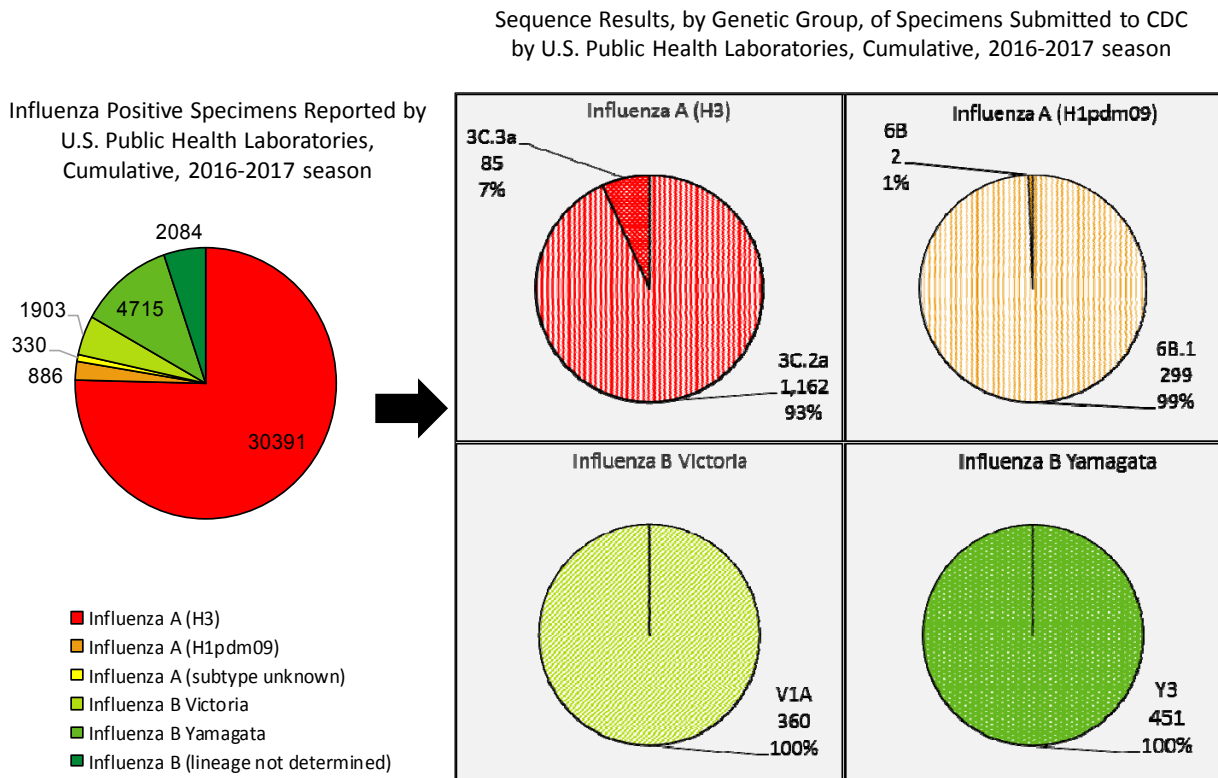 Sequence Results, by Genetic Group, of Specimens Submitted to CDC
by U.S. Public Health Laboratories, Cumulative, 2016-2017 season
Influenza Positive Specimens Reported by
U.S. Public Health Laboratories,
Cumulative, 2016-2017 season
2084
4715
1903
330
886
30391
Influenza A (H3)
Influenza A (H1pdm09)
Influenza A (subtype unknown)
Influenza B Victoria
Influenza B Yamagata
Influenza B (lineage not determined)
Influenza A (H3)
3C.3a
85
7%
3C.2a
1,162
93%
Influenza A (H1pdm09)
6B
2
1%
6B.1
299
99%
Influenza B Victoria
V1A
360
100%
Influenza B Yamagata
Y3
451
100%